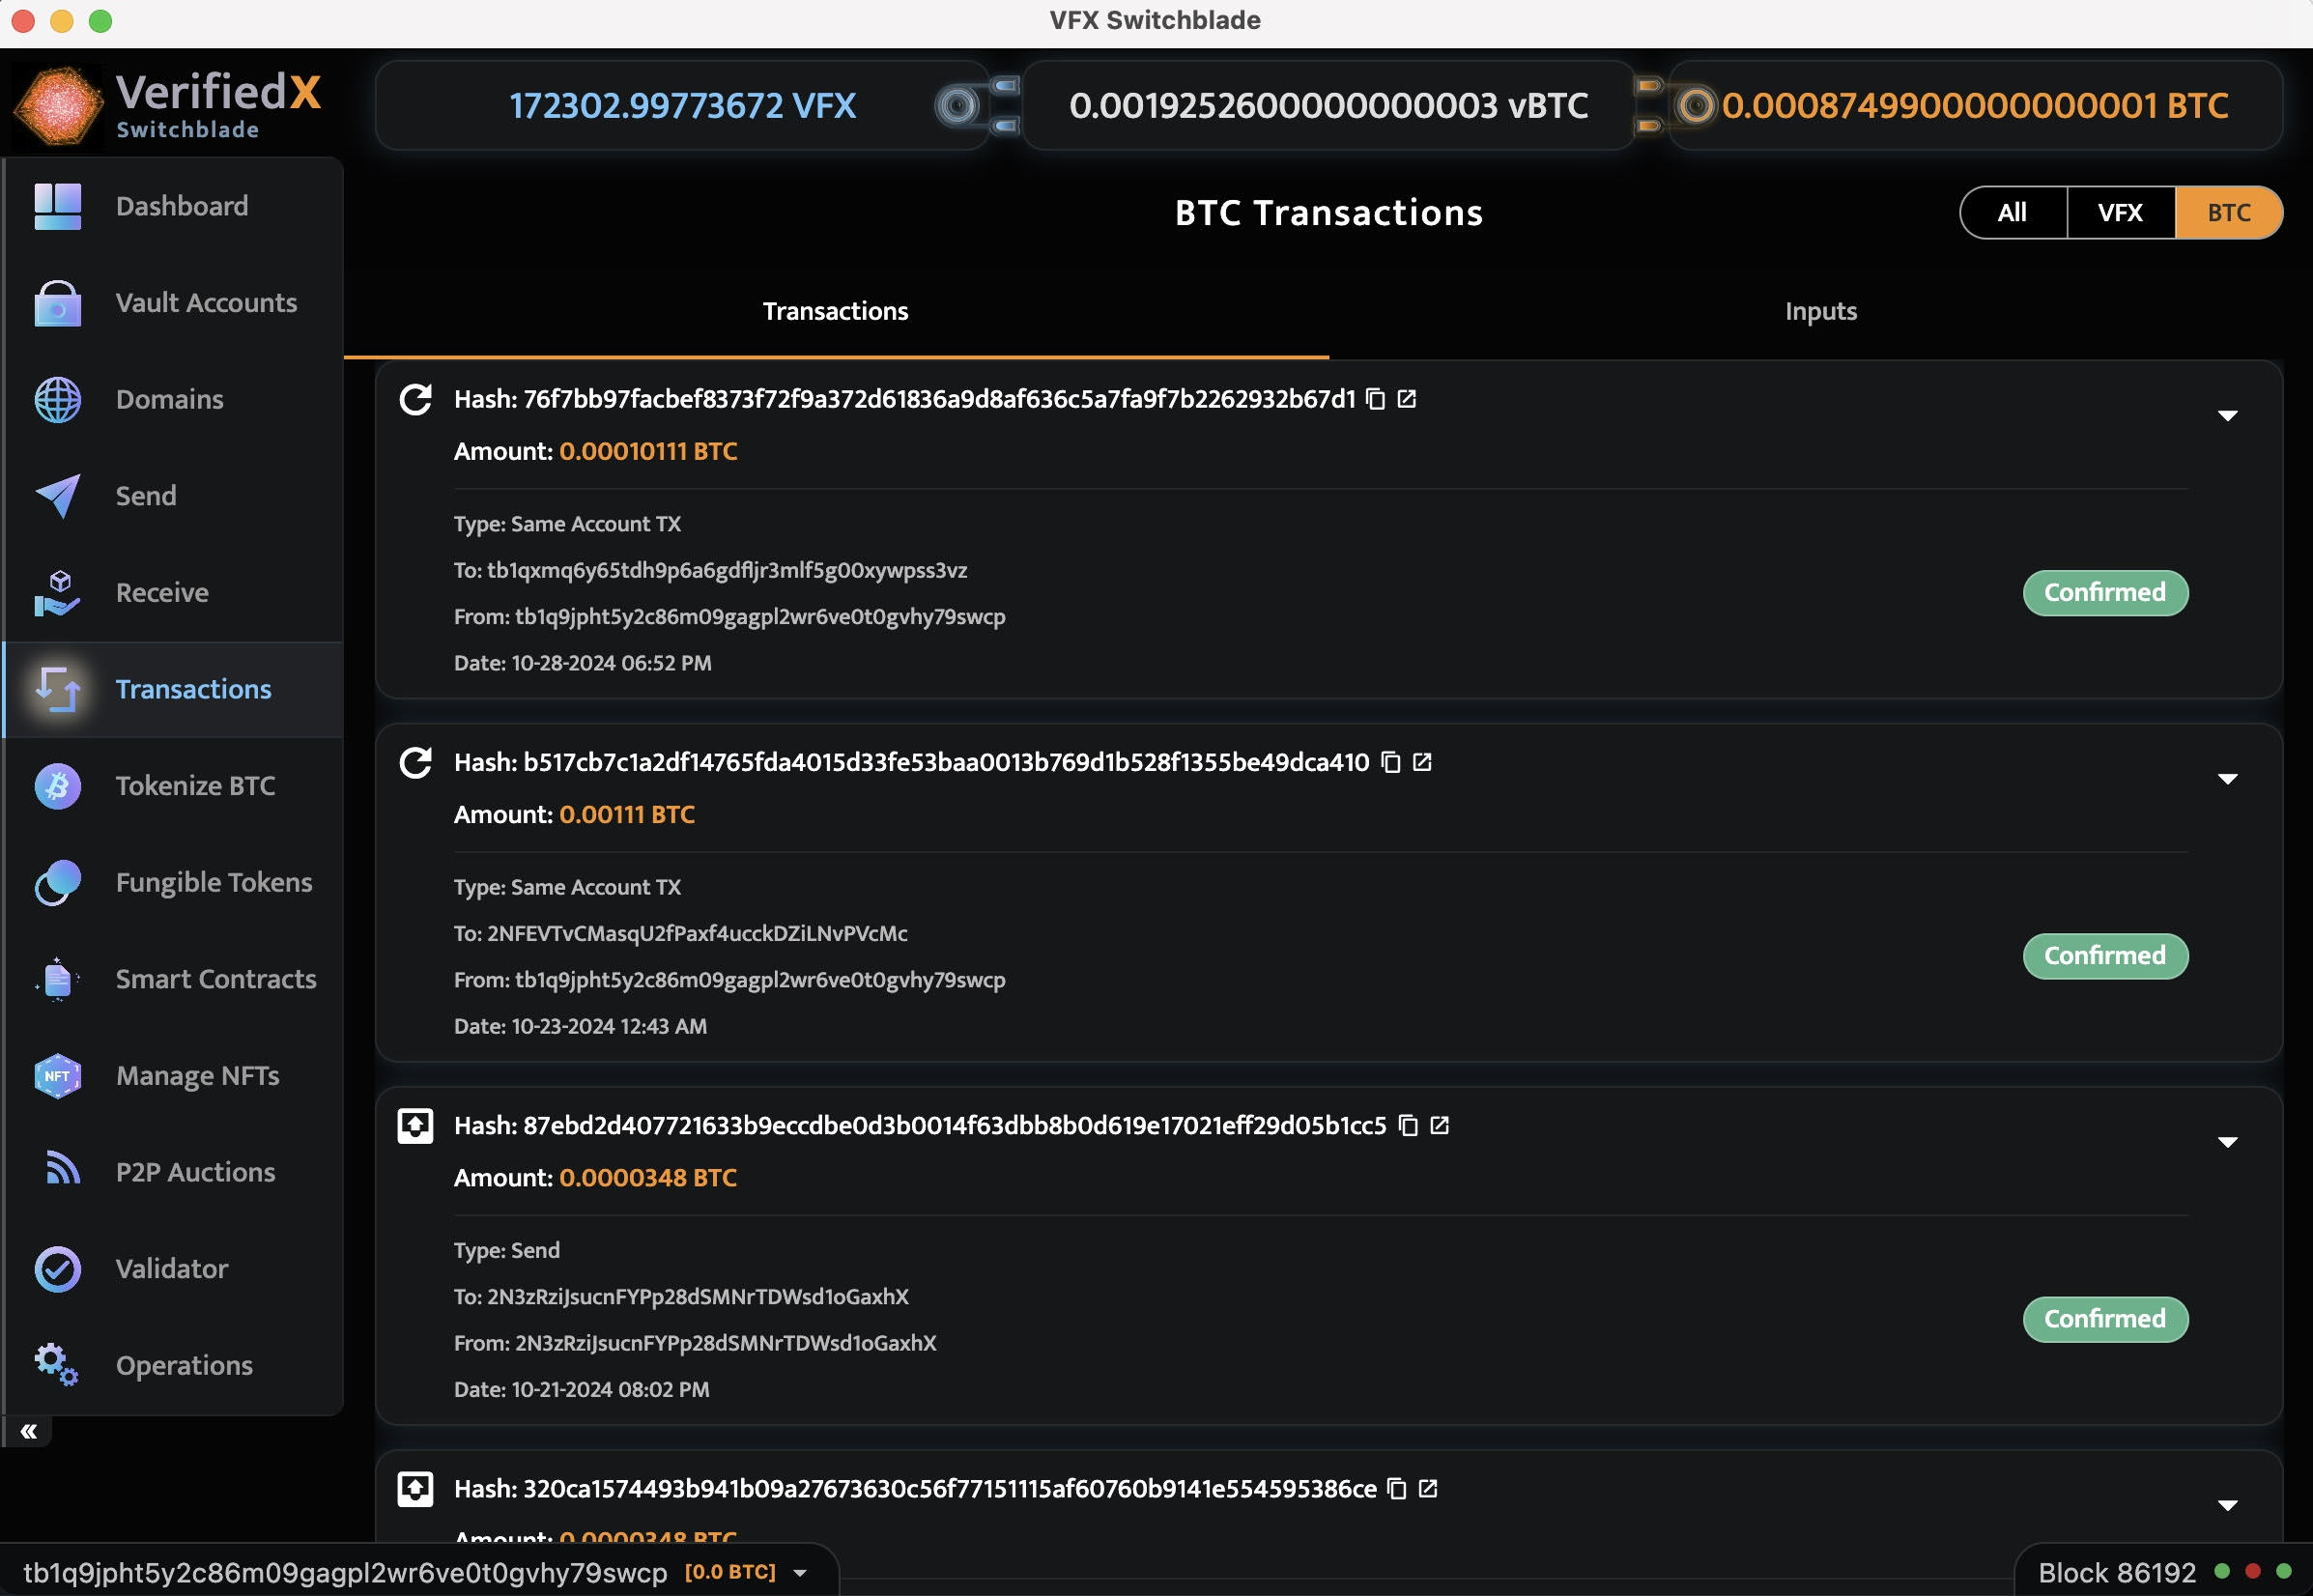 VFX Switchblade
VerifiedX
Switchblade
172302.99773672 VFX
0.0019252600000000003 vBTC
0.0008749900000000001 BTC
Dashboard
Vault Accounts
Domains
Send
Receive
Transactions
Tokenize BTC
Fungible Tokens
Smart Contracts
NFT
Manage NFTs
P2P Auctions
Validator
Operations
BTC Transactions
All
VFX
BTC
Transactions
Inputs
Hash: 76f7bb97facbef8373f72f9a372d61836a9d8af636c5a7fa9f7b2262932b67d1
Amount: 0.00010111 BTC
Type: Same Account TX
To: tb1qxmq6y65tdh9p6a6gdfljr3mlf5g00xywpss3vz
From: tb1q9jpht5y2c86m09gagpl2wr6ve0t0gvhy79swcp
Date: 10-28-2024 06:52 PM
Confirmed
Hash: b517cb7c1a2df14765fda4015d33fe53baa0013b769d1b528f1355be49dca410
Amount: 0.00111 BTC
Type: Same Account TX
To: 2NFEVTvCMasqU2fPaxf4ucckDZiLNvPVcMc
From: tb1q9jpht5y2c86m09gagpl2wr6ve0t0gvhy79swcp
Date: 10-23-2024 12:43 AM
Confirmed
Hash: 87ebd2d407721633b9eccdbe0d3b0014f63dbb8b0d619e17021eff29d05b1cc5
Amount: 0.0000348 BTC
Type: Send
To: 2N3zRziJsucnFYPp28dSMNrTDWsd1oGaxhX
From: 2N3zRziJsucnFYPp28dSMNrTDWsd1oGaxhX
Date: 10-21-2024 08:02 PM
Confirmed
Hash: 320ca1574493b941b09a27673630c56f77151115af60760b9141e554595386ce
Amount: 0.0000348 BTC
tb1q9jpht5y2c86m09gagpl2wr6ve0t0gvhy79swcp [0.0 BTC]
Block 86192